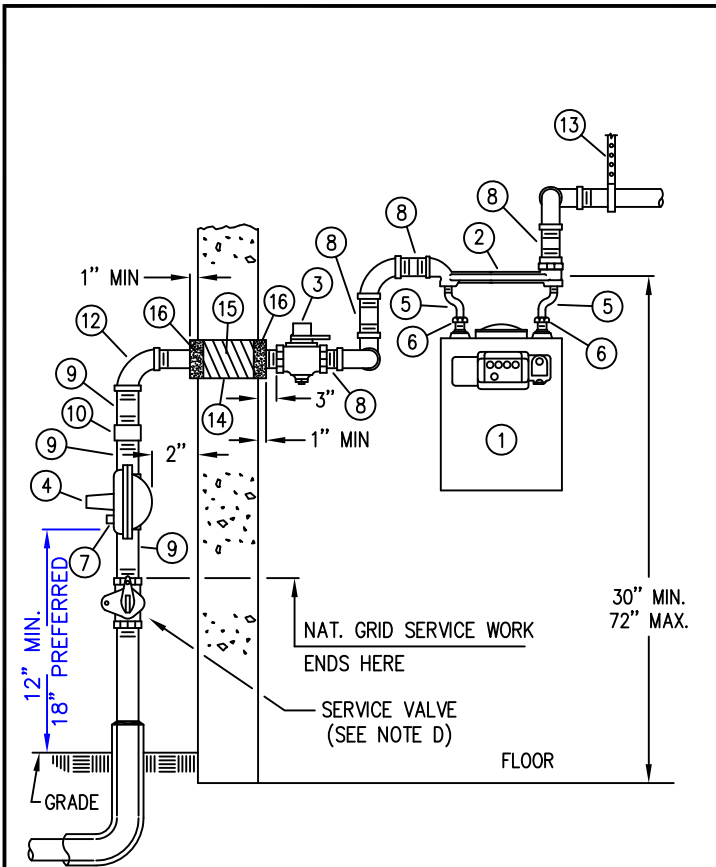 13
8
8
2
8
3
1" MIN
16
15
16
5
5
12
6
6
9
8
3"
14
10
1" MIN
9
2"
1
4
7
9
12" MIN.
18" PREFERRED
30" MIN.
72" MAX.
NAT. GRID SERVICE WORK
ENDS HERE
SERVICE VALVE
(SEE NOTE D)
FLOOR
GRADE